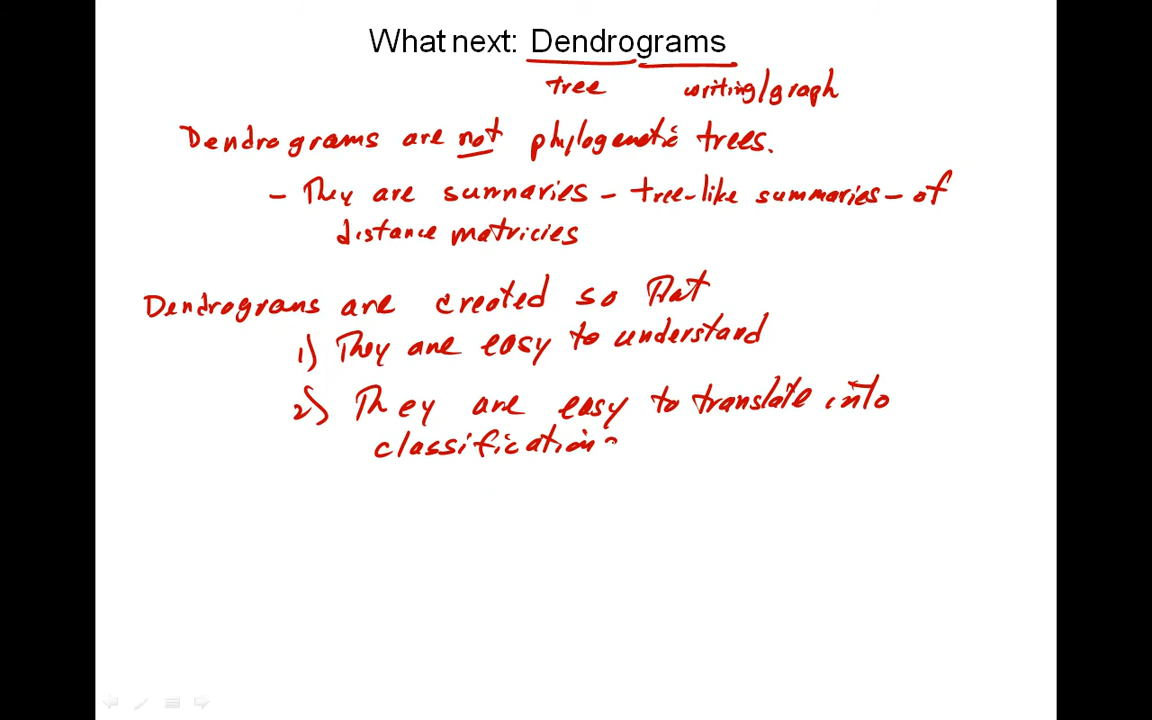 What next: Dendrograms
tree writing/graph
Dendrograms are not phylogenetic trees.
- They are summaries - tree-like summaries - of
distance matricies
Dendrograms are created so that
1) They are easy to understand
2) They are easy to translate into
classifications